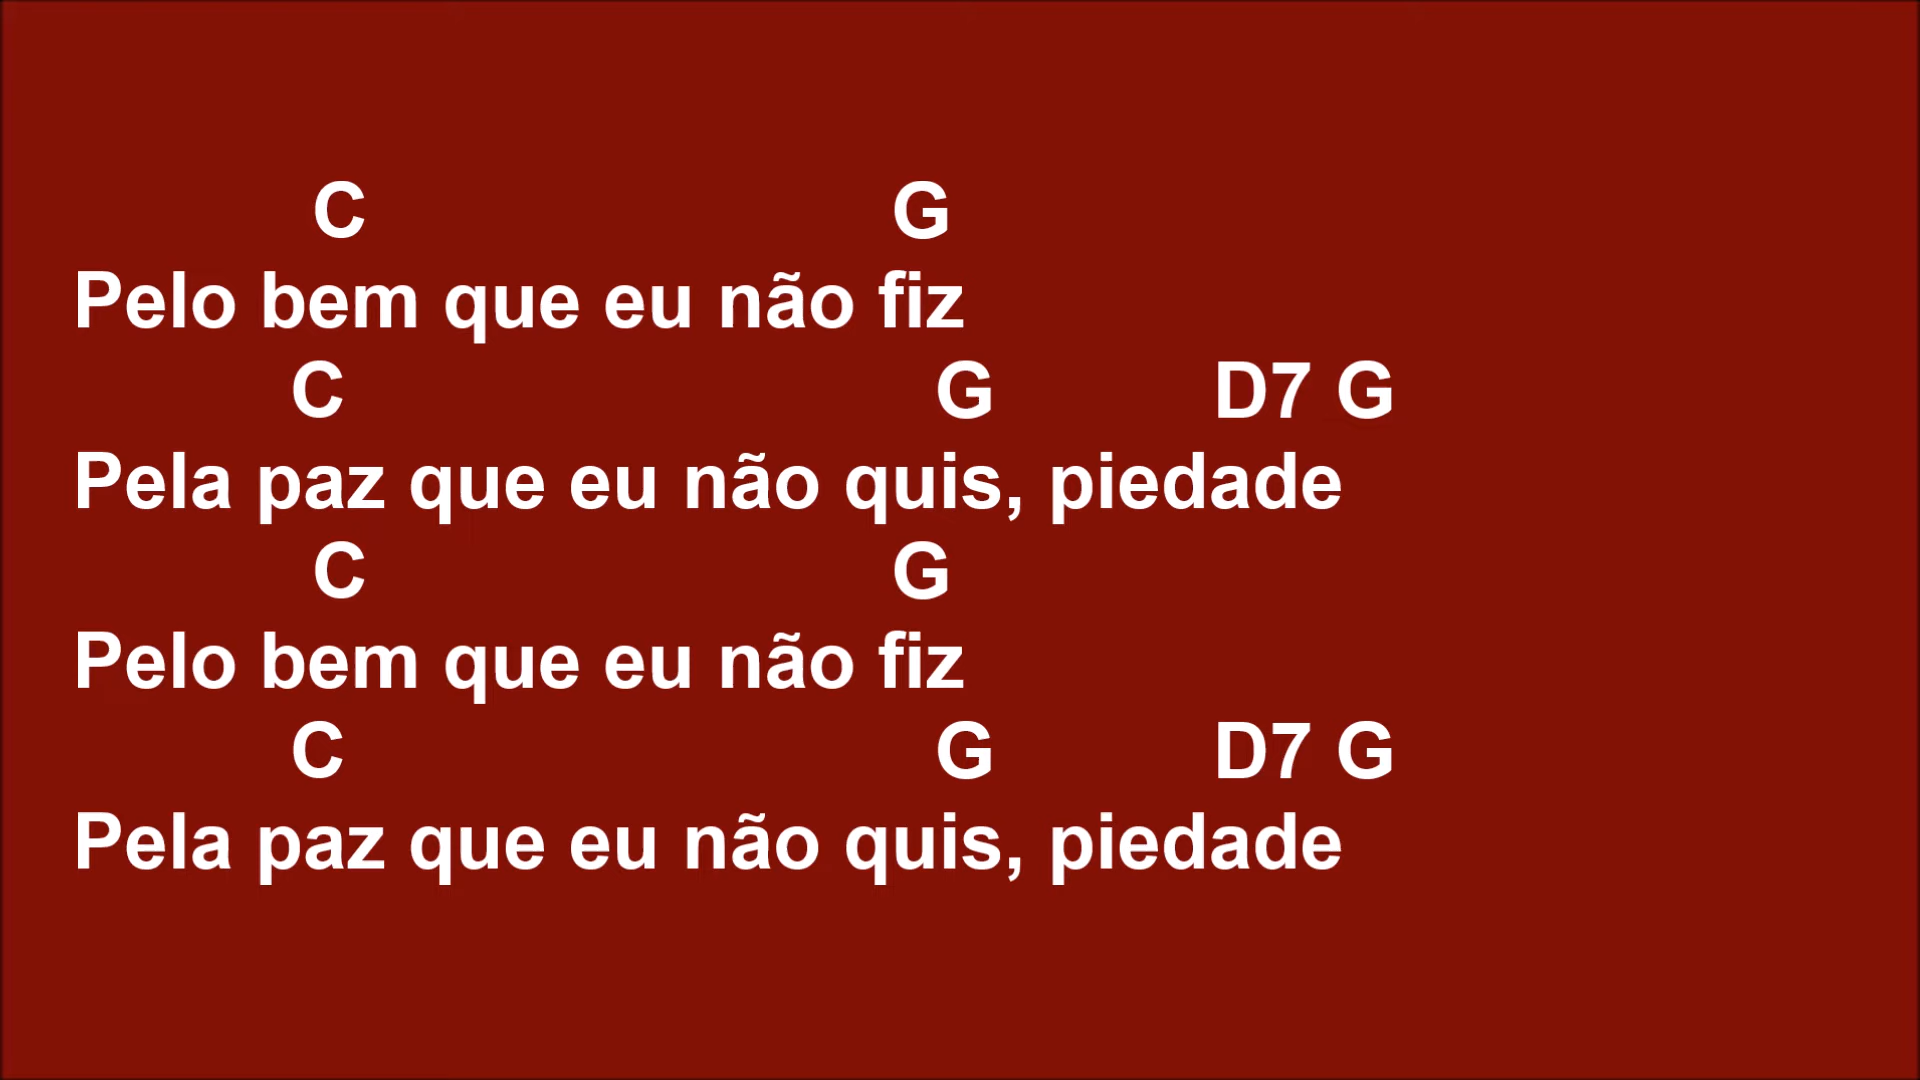 C G
Pelo bem que eu não fiz
C G D7 G
Pela paz que eu não quis, piedade
C G
Pelo bem que eu não fiz
C G D7 G
Pela paz que eu não quis, piedade